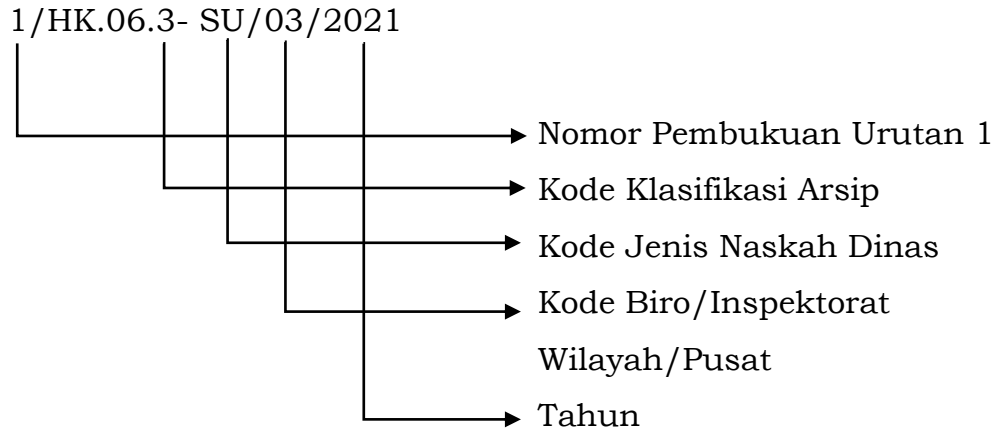 1/HK.06.3- SU/03/2021
Nomor Pembukuan Urutan 1
Kode Klasifikasi Arsip
Kode Jenis Naskah Dinas
Kode Biro/Inspektorat
Wilayah/Pusat
Tahun